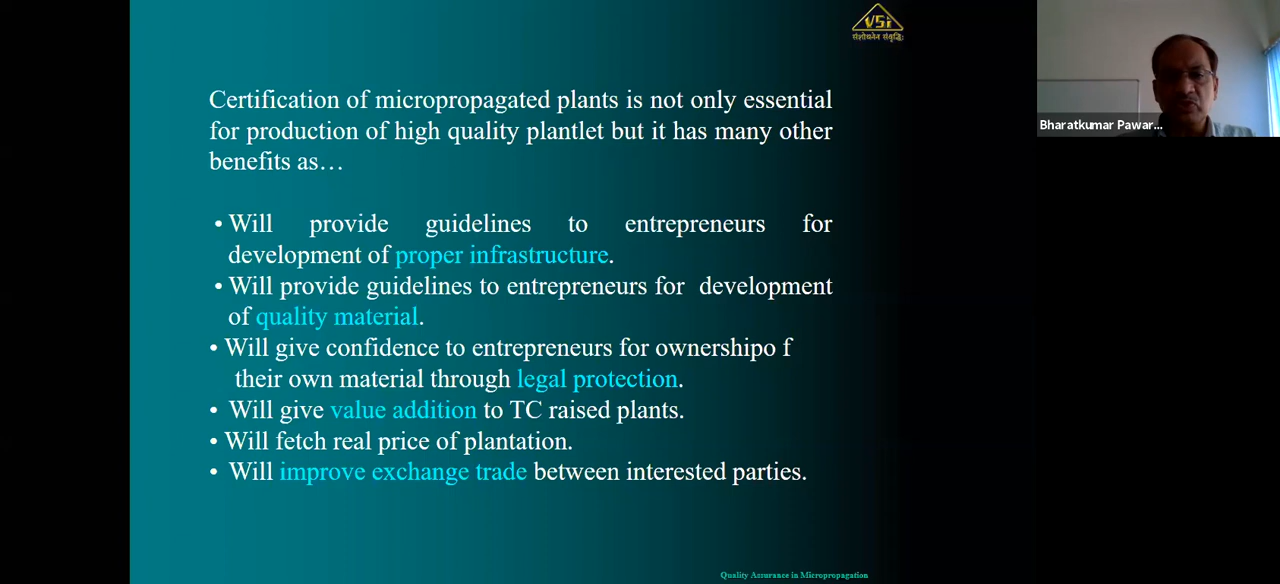 VSI
संशोधनेन संवृद्धिः
Certification of micropropagated plants is not only essential
for production of high quality plantlet but it has many other
benefits as…
• Will provide guidelines to entrepreneurs for
development of proper infrastructure.
• Will provide guidelines to entrepreneurs for development
of quality material.
• Will give confidence to entrepreneurs for ownershipo f
their own material through legal protection.
• Will give value addition to TC raised plants.
• Will fetch real price of plantation.
• Will improve exchange trade between interested parties.
Quality Assurance in Micropropagation
Bharatkumar Pawar...